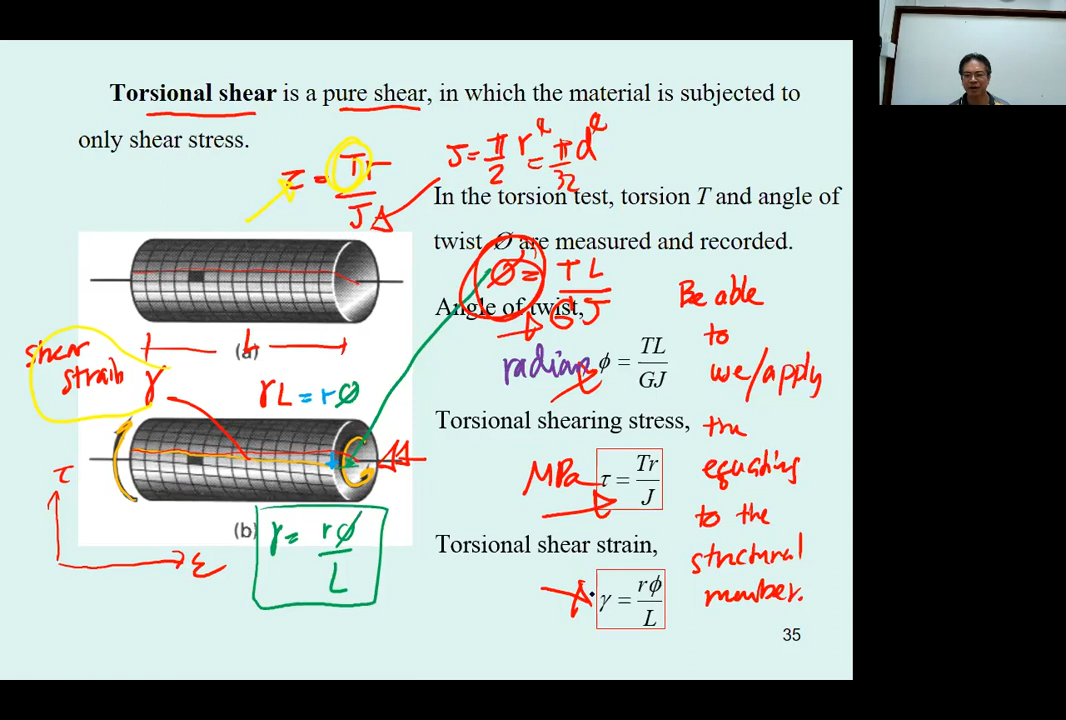 Torsional shear is a pure shear, in which the material is subjected to
only shear stress.
τ = Tr / J
J = π/2 r⁴ = π/32 d⁴
In the torsion test, torsion T and angle of
twist, Ø are measured and recorded.
Ø = TL / GJ
Angle of twist,
radians φ = TL / GJ
Torsional shearing stress,
MPa τ = Tr / J
Torsional shear strain,
γ = rφ / L
Be able
to
use/apply
the
equations
to the
structural
member.
L
(a)
shear
strain γ
γL = rØ
τ
ε
(b)
γ = rφ / L
35